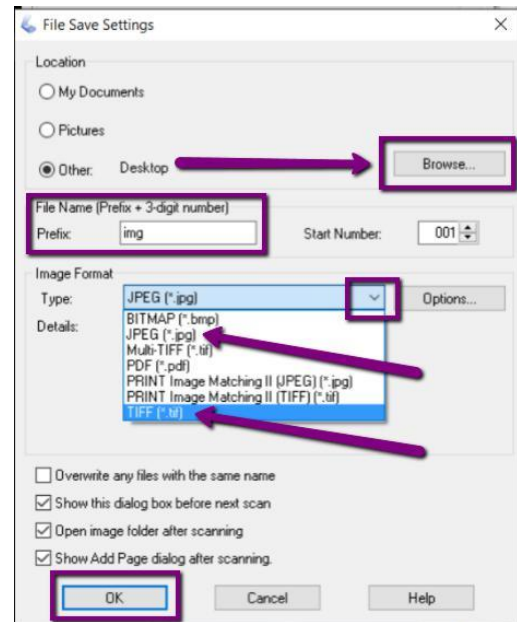 File Save Settings
Location
My Documents
Pictures
Other: Desktop Browse...
File Name (Prefix + 3-digit number)
Prefix: img Start Number: 001
Image Format
Type: JPEG (*.jpg) Options...
Details: BITMAP (*.bmp)
JPEG (*.jpg)
Multi-TIFF (*.tif)
PDF (*.pdf)
PRINT Image Matching II (JPEG) (*.jpg)
PRINT Image Matching II (TIFF) (*.tif)
TIFF (*.tif)
Overwrite any files with the same name
Show this dialog box before next scan
Open image folder after scanning
Show Add Page dialog after scanning.
OK Cancel Help